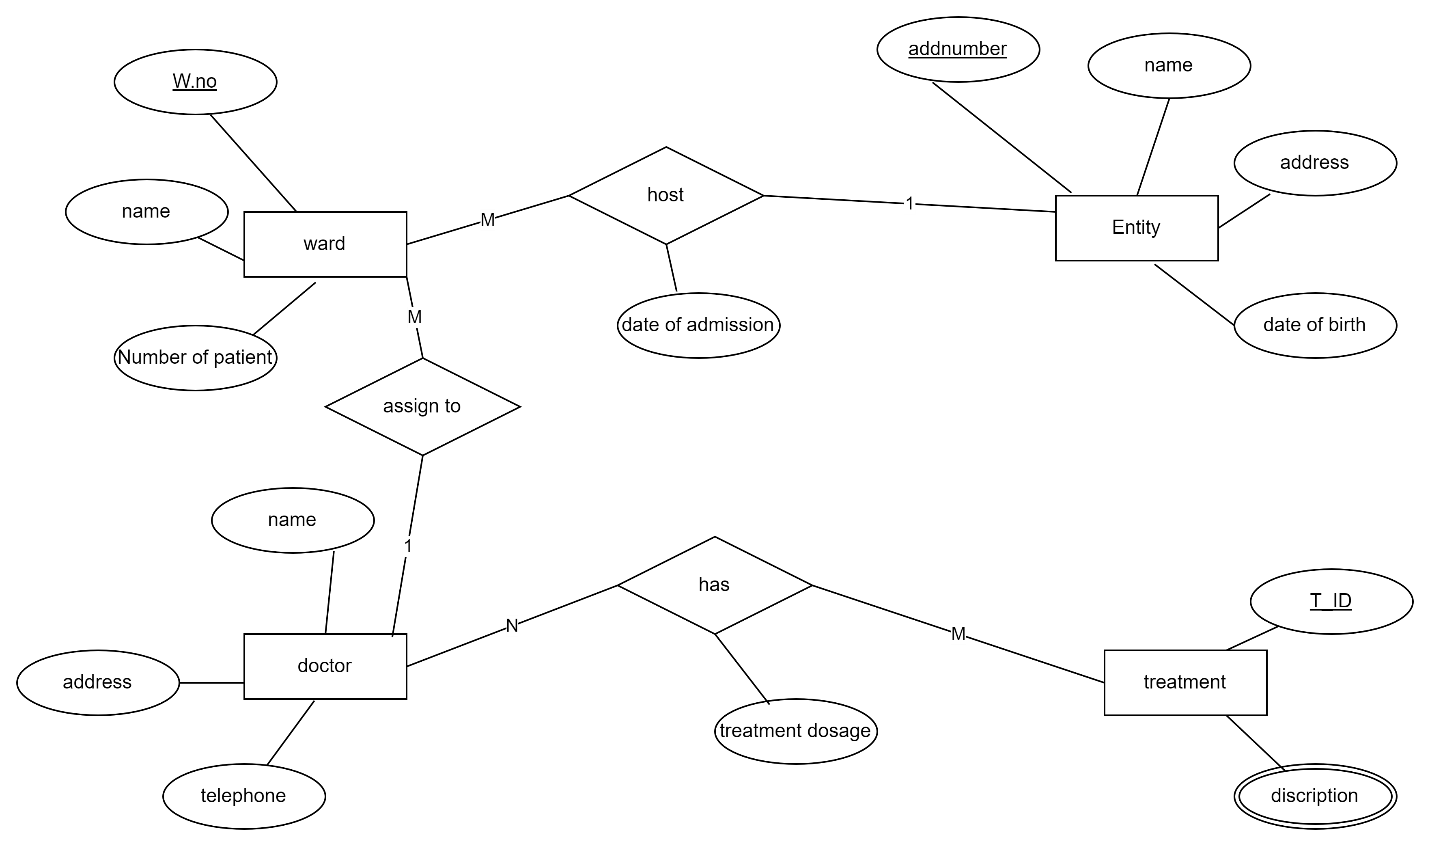 addnumber
name
W.no
address
host
name
M
1
Entity
ward
M
date of admission
date of birth
Number of patient
assign to
name
1
has
T_ID
N
M
doctor
address
treatment
treatment dosage
telephone
discription